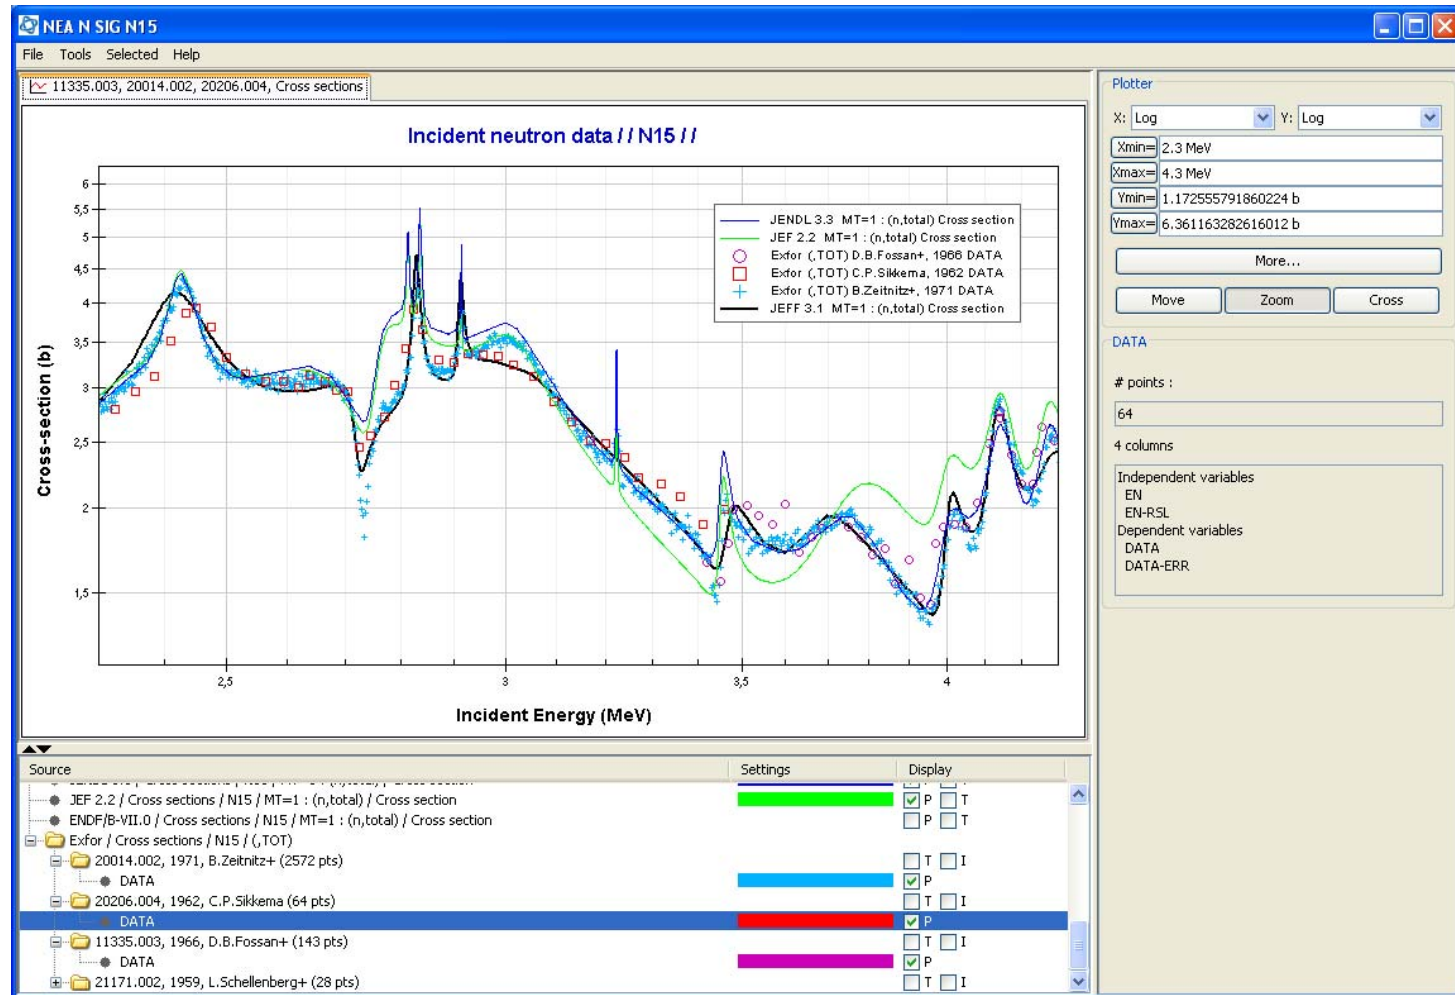 NEA N SIG N15
File Tools Selected Help
11335.003, 20014.002, 20206.004, Cross sections
Incident neutron data // N15 //
6
5,5
5
4,5
4
3,5
3
2,5
2
1,5
Cross-section (b)
JENDL 3.3 MT=1 : (n,total) Cross section
JEF 2.2 MT=1 : (n,total) Cross section
Exfor (,TOT) D.B.Fossan+, 1966 DATA
Exfor (,TOT) C.P.Sikkema, 1962 DATA
Exfor (,TOT) B.Zeitnitz+, 1971 DATA
JEFF 3.1 MT=1 : (n,total) Cross section
2,5 3 3,5 4
Incident Energy (MeV)
Plotter
X: Log Y: Log
Xmin= 2.3 MeV
Xmax= 4.3 MeV
Ymin= 1.172555791860224 b
Ymax= 6.361163282616012 b
More...
Move Zoom Cross
DATA
# points :
64
4 columns
Independent variables
EN
EN-RSL
Dependent variables
DATA
DATA-ERR
Source Settings Display
JEF 2.2 / Cross sections / N15 / MT=1 : (n,total) / Cross section P T
ENDF/B-VII.0 / Cross sections / N15 / MT=1 : (n,total) / Cross section P T
Exfor / Cross sections / N15 / (,TOT)
20014.002, 1971, B.Zeitnitz+ (2572 pts) T I
DATA P
20206.004, 1962, C.P.Sikkema (64 pts) T I
DATA P
11335.003, 1966, D.B.Fossan+ (143 pts) T I
DATA P
21171.002, 1959, L.Schellenberg+ (28 pts) T I